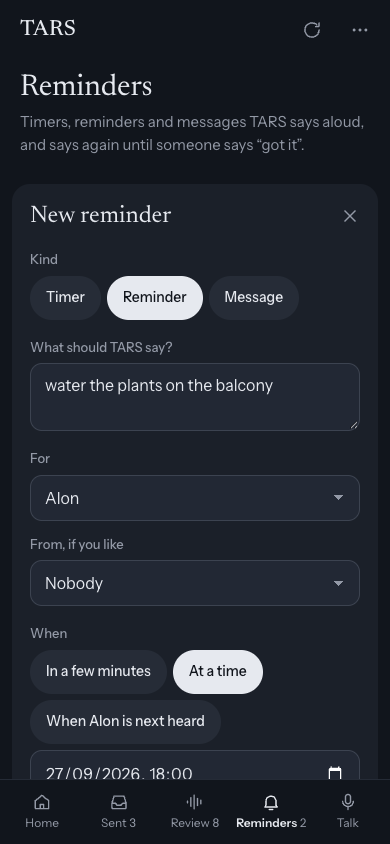 TARS
Reminders
Timers, reminders and messages TARS says aloud,
and says again until someone says “got it”.
New reminder
Kind
Timer
Reminder
Message
What should TARS say?
water the plants on the balcony
For
Alon
From, if you like
Nobody
When
In a few minutes
At a time
When Alon is next heard
27/09/2026, 18:00
Home
Sent 3
Review 8
Reminders 2
Talk